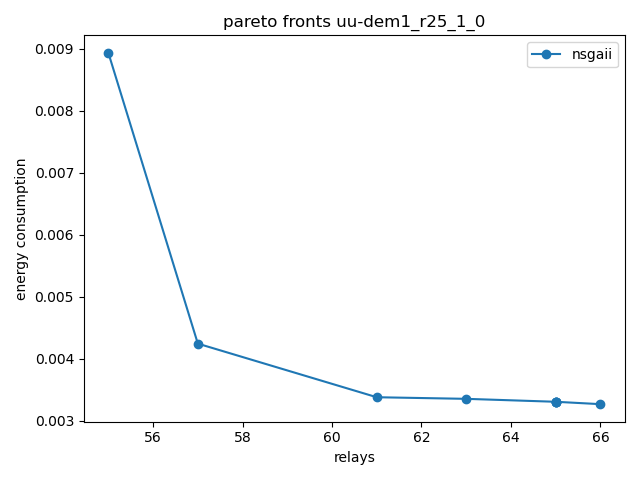 pareto fronts uu-dem1_r25_1_0
nsgaii
energy consumption
0.009
0.008
0.007
0.006
0.005
0.004
0.003
56 58 60 62 64 66
relays